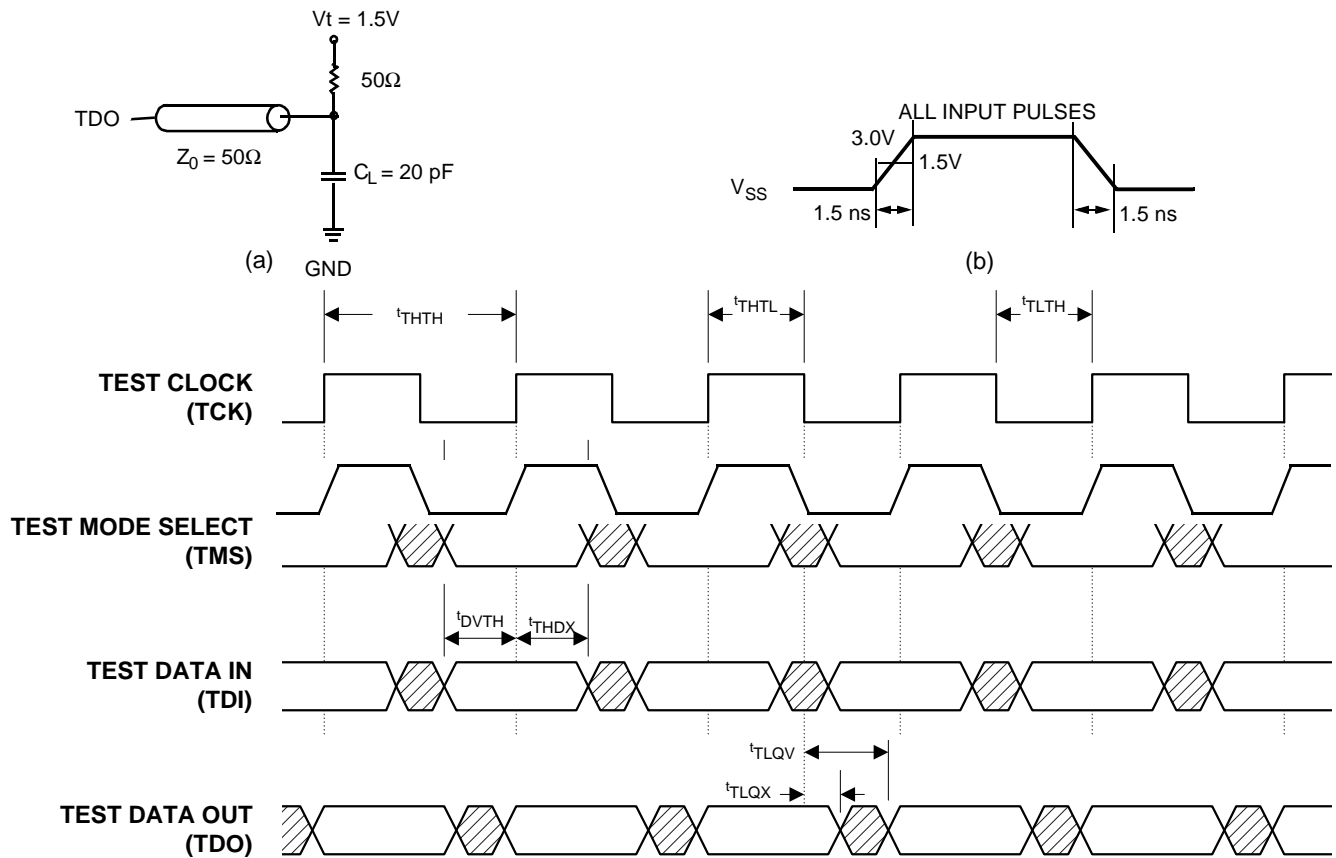 Vt = 1.5V
50Ω
TDO
Z0 = 50Ω
CL = 20 pF
(a)
GND
ALL INPUT PULSES
3.0V
1.5V
VSS
1.5 ns
1.5 ns
(b)
tTHTH
tTHTL
tTLTH
TEST CLOCK
(TCK)
TEST MODE SELECT
(TMS)
tDVTH
tTHDX
TEST DATA IN
(TDI)
tTLQV
tTLQX
TEST DATA OUT
(TDO)